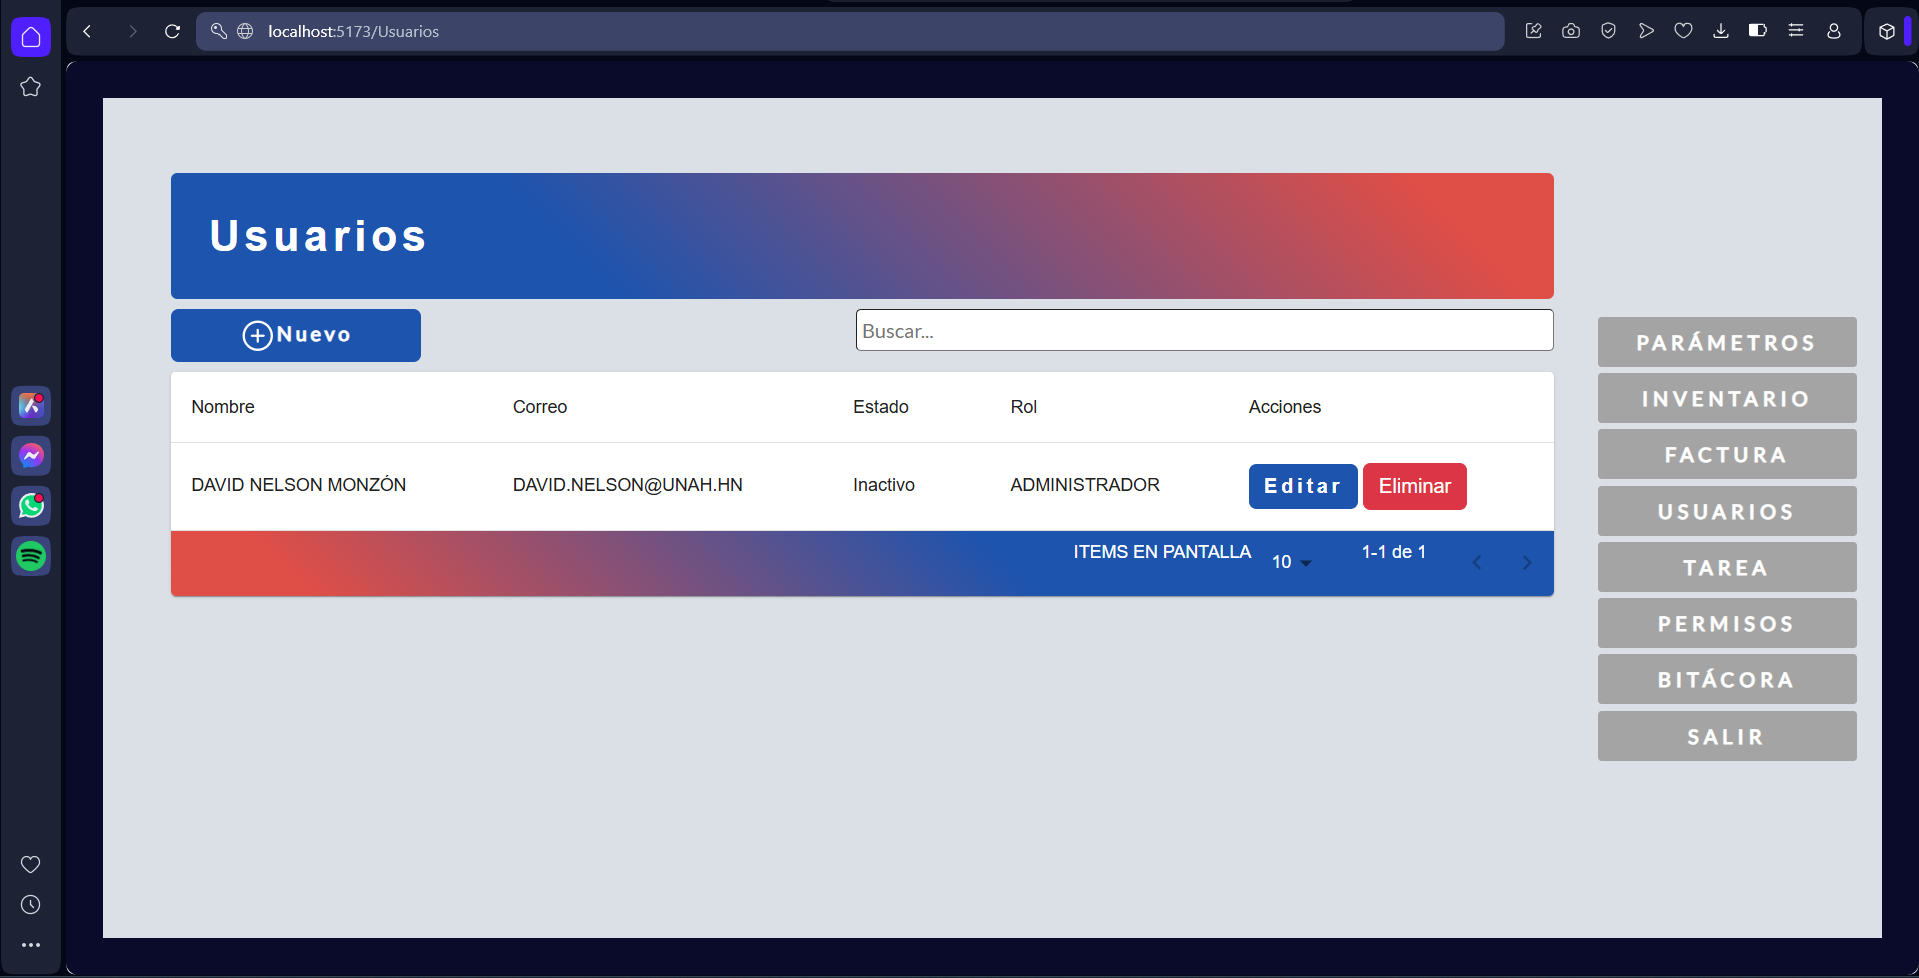 localhost:5173/Usuarios
Usuarios
Nuevo
Buscar...
Nombre Correo Estado Rol Acciones
DAVID NELSON MONZÓN DAVID.NELSON@UNAH.HN Inactivo ADMINISTRADOR Editar Eliminar
ITEMS EN PANTALLA 10 1-1 de 1
PARÁMETROS
INVENTARIO
FACTURA
USUARIOS
TAREA
PERMISOS
BITÁCORA
SALIR